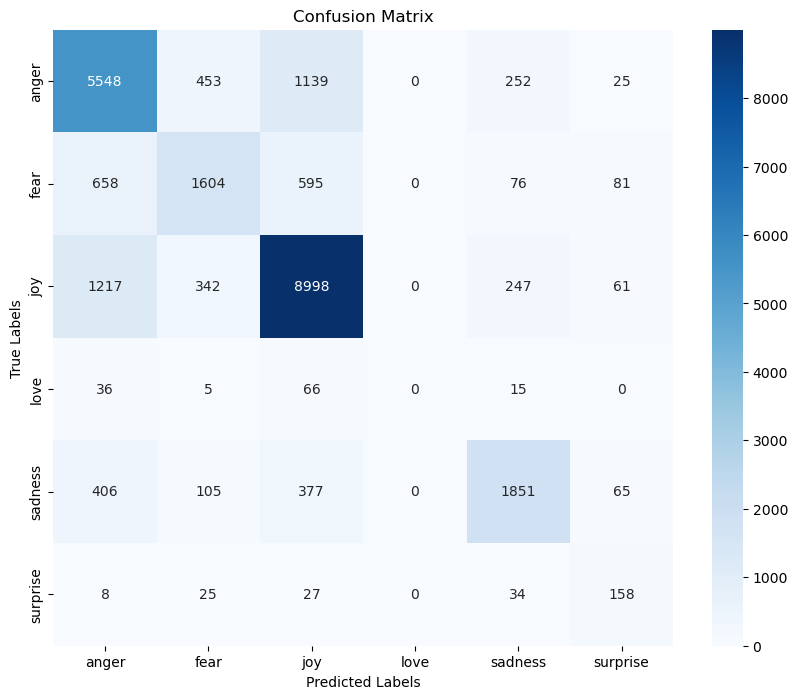 Confusion Matrix
anger 5548 453 1139 0 252 25
fear 658 1604 595 0 76 81
joy 1217 342 8998 0 247 61
love 36 5 66 0 15 0
sadness 406 105 377 0 1851 65
surprise 8 25 27 0 34 158
anger fear joy love sadness surprise
Predicted Labels
True Labels
8000
7000
6000
5000
4000
3000
2000
1000
0